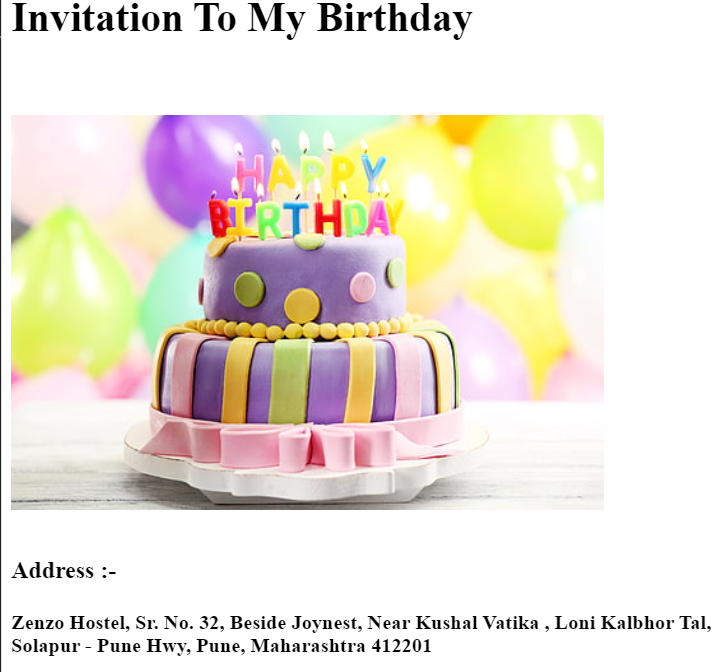 Invitation To My Birthday
HAPPY
BIRTHDAY
Address :-
Zenzo Hostel, Sr. No. 32, Beside Joynest, Near Kushal Vatika , Loni Kalbhor Tal,
Solapur - Pune Hwy, Pune, Maharashtra 412201